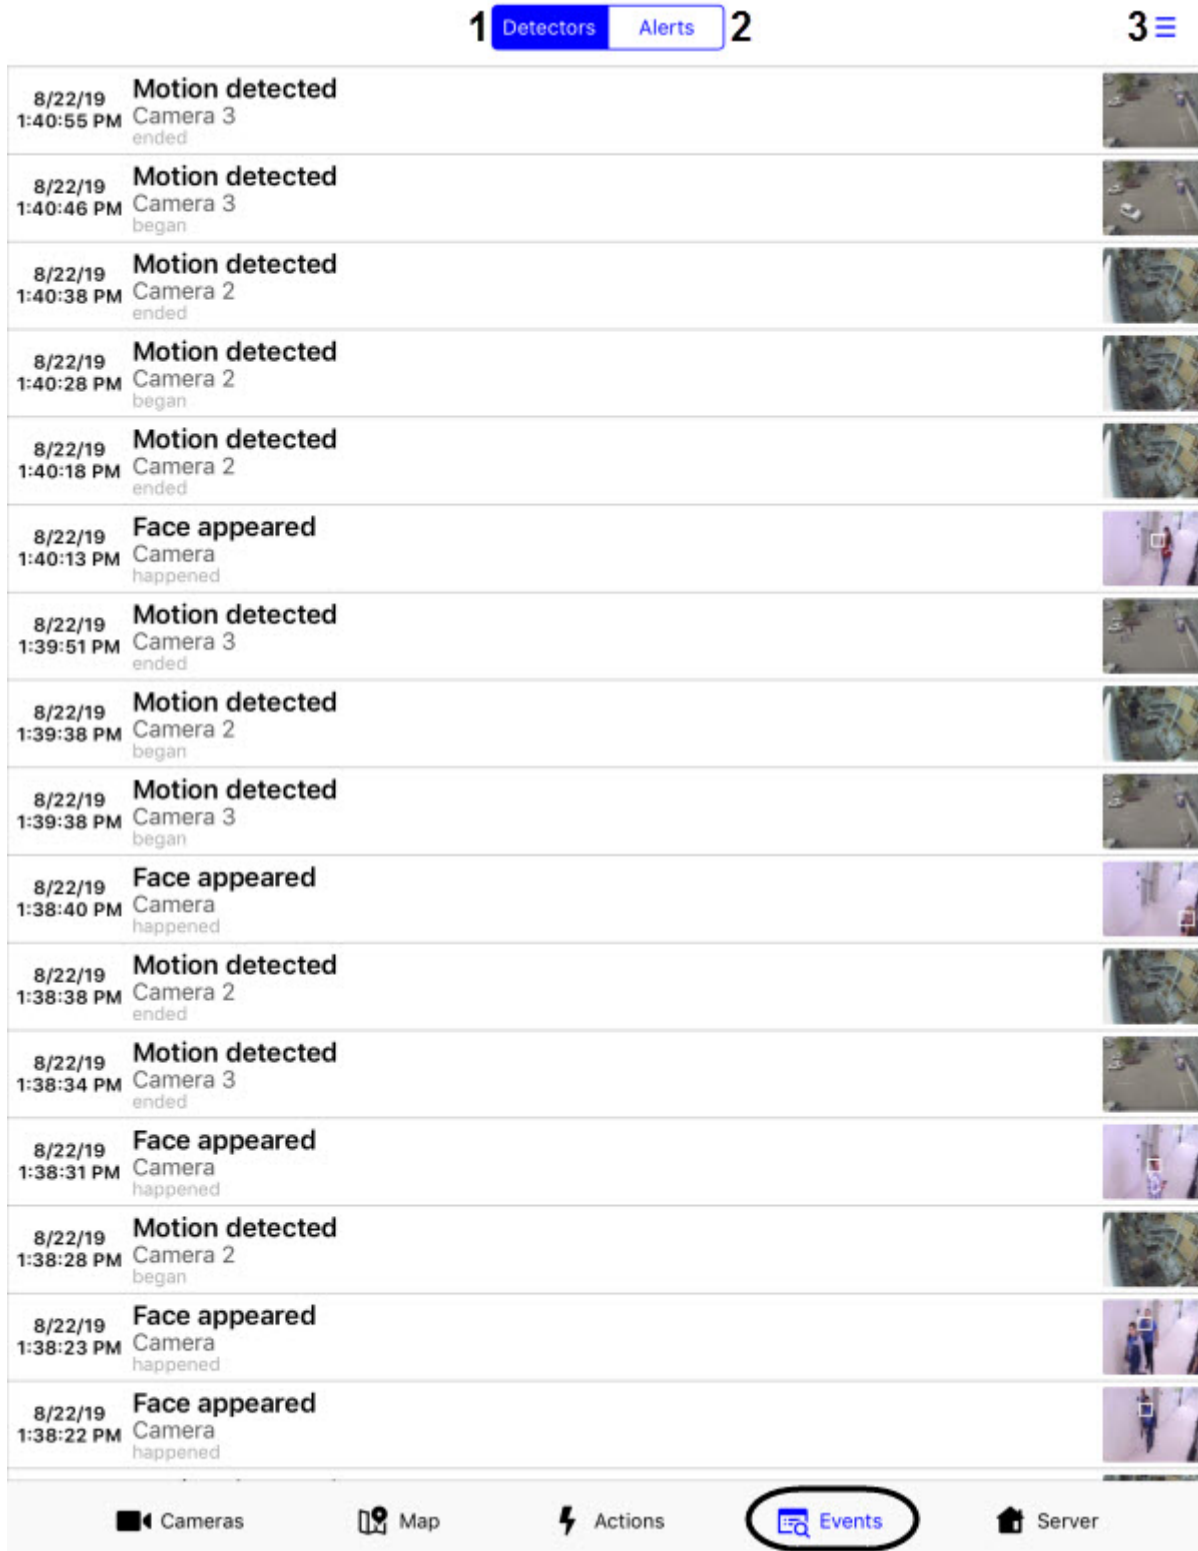 1 Detectors Alerts 2 3
8/22/19
1:40:55 PM
Motion detected
Camera 3
ended
8/22/19
1:40:46 PM
Motion detected
Camera 3
began
8/22/19
1:40:38 PM
Motion detected
Camera 2
ended
8/22/19
1:40:28 PM
Motion detected
Camera 2
began
8/22/19
1:40:18 PM
Motion detected
Camera 2
ended
8/22/19
1:40:13 PM
Face appeared
Camera
happened
8/22/19
1:39:51 PM
Motion detected
Camera 3
ended
8/22/19
1:39:38 PM
Motion detected
Camera 2
began
8/22/19
1:39:38 PM
Motion detected
Camera 3
began
8/22/19
1:38:40 PM
Face appeared
Camera
happened
8/22/19
1:38:38 PM
Motion detected
Camera 2
ended
8/22/19
1:38:34 PM
Motion detected
Camera 3
ended
8/22/19
1:38:31 PM
Face appeared
Camera
happened
8/22/19
1:38:28 PM
Motion detected
Camera 2
began
8/22/19
1:38:23 PM
Face appeared
Camera
happened
8/22/19
1:38:22 PM
Face appeared
Camera
happened
Cameras Map Actions Events Server